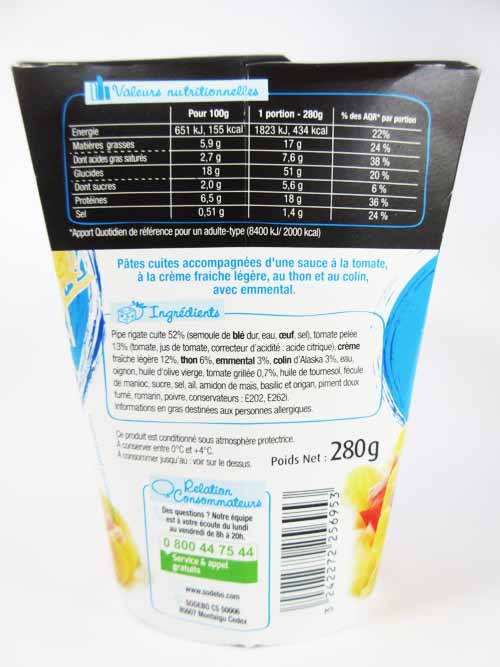 Valeurs nutritionnelles
Pour 100g 1 portion - 280g % des AQR* par portion
Energie 651 kJ, 155 kcal 1823 kJ, 434 kcal 22%
Matières grasses 5,9 g 17 g 24 %
Dont acides gras saturés 2,7 g 7,6 g 38 %
Glucides 18 g 51 g 20 %
Dont sucres 2,0 g 5,6 g 6 %
Protéines 6,5 g 18 g 36 %
Sel 0,51 g 1,4 g 24 %
*Apport Quotidien de référence pour un adulte-type (8400 kJ/ 2000 kcal)
Pâtes cuites accompagnées d'une sauce à la tomate,
à la crème fraiche légère, au thon et au colin,
avec emmental.
Ingrédients
Pipe rigate cuite 52% (semoule de blé dur, eau, œuf, sel), tomate pelée
13% (tomate, jus de tomate, correcteur d'acidité : acide citrique), crème
fraîche légère 12%, thon 6%, emmental 3%, colin d'Alaska 3%, eau,
oignon, huile d'olive vierge, tomate grillée 0,7%, huile de tournesol, fécule
de manioc, sucre, sel, ail, amidon de maïs, basilic et origan, piment doux
fumé, romarin, poivre, conservateurs : E202, E262i.
Informations en gras destinées aux personnes allergiques.
Ce produit est conditionné sous atmosphère protectrice.
A conserver entre 0°C et +4°C.
A consommer jusqu'au : voir sur le dessus.
Poids Net : 280g
Relation
Consommateurs
Des questions ? Notre équipe
est à votre écoute du lundi
au vendredi de 8h à 20h.
0 800 44 75 44
Service & appel
gratuits
www.sodebo.com
SODEBO CS 50006
85607 Montaigu Cedex
3 242272 256953